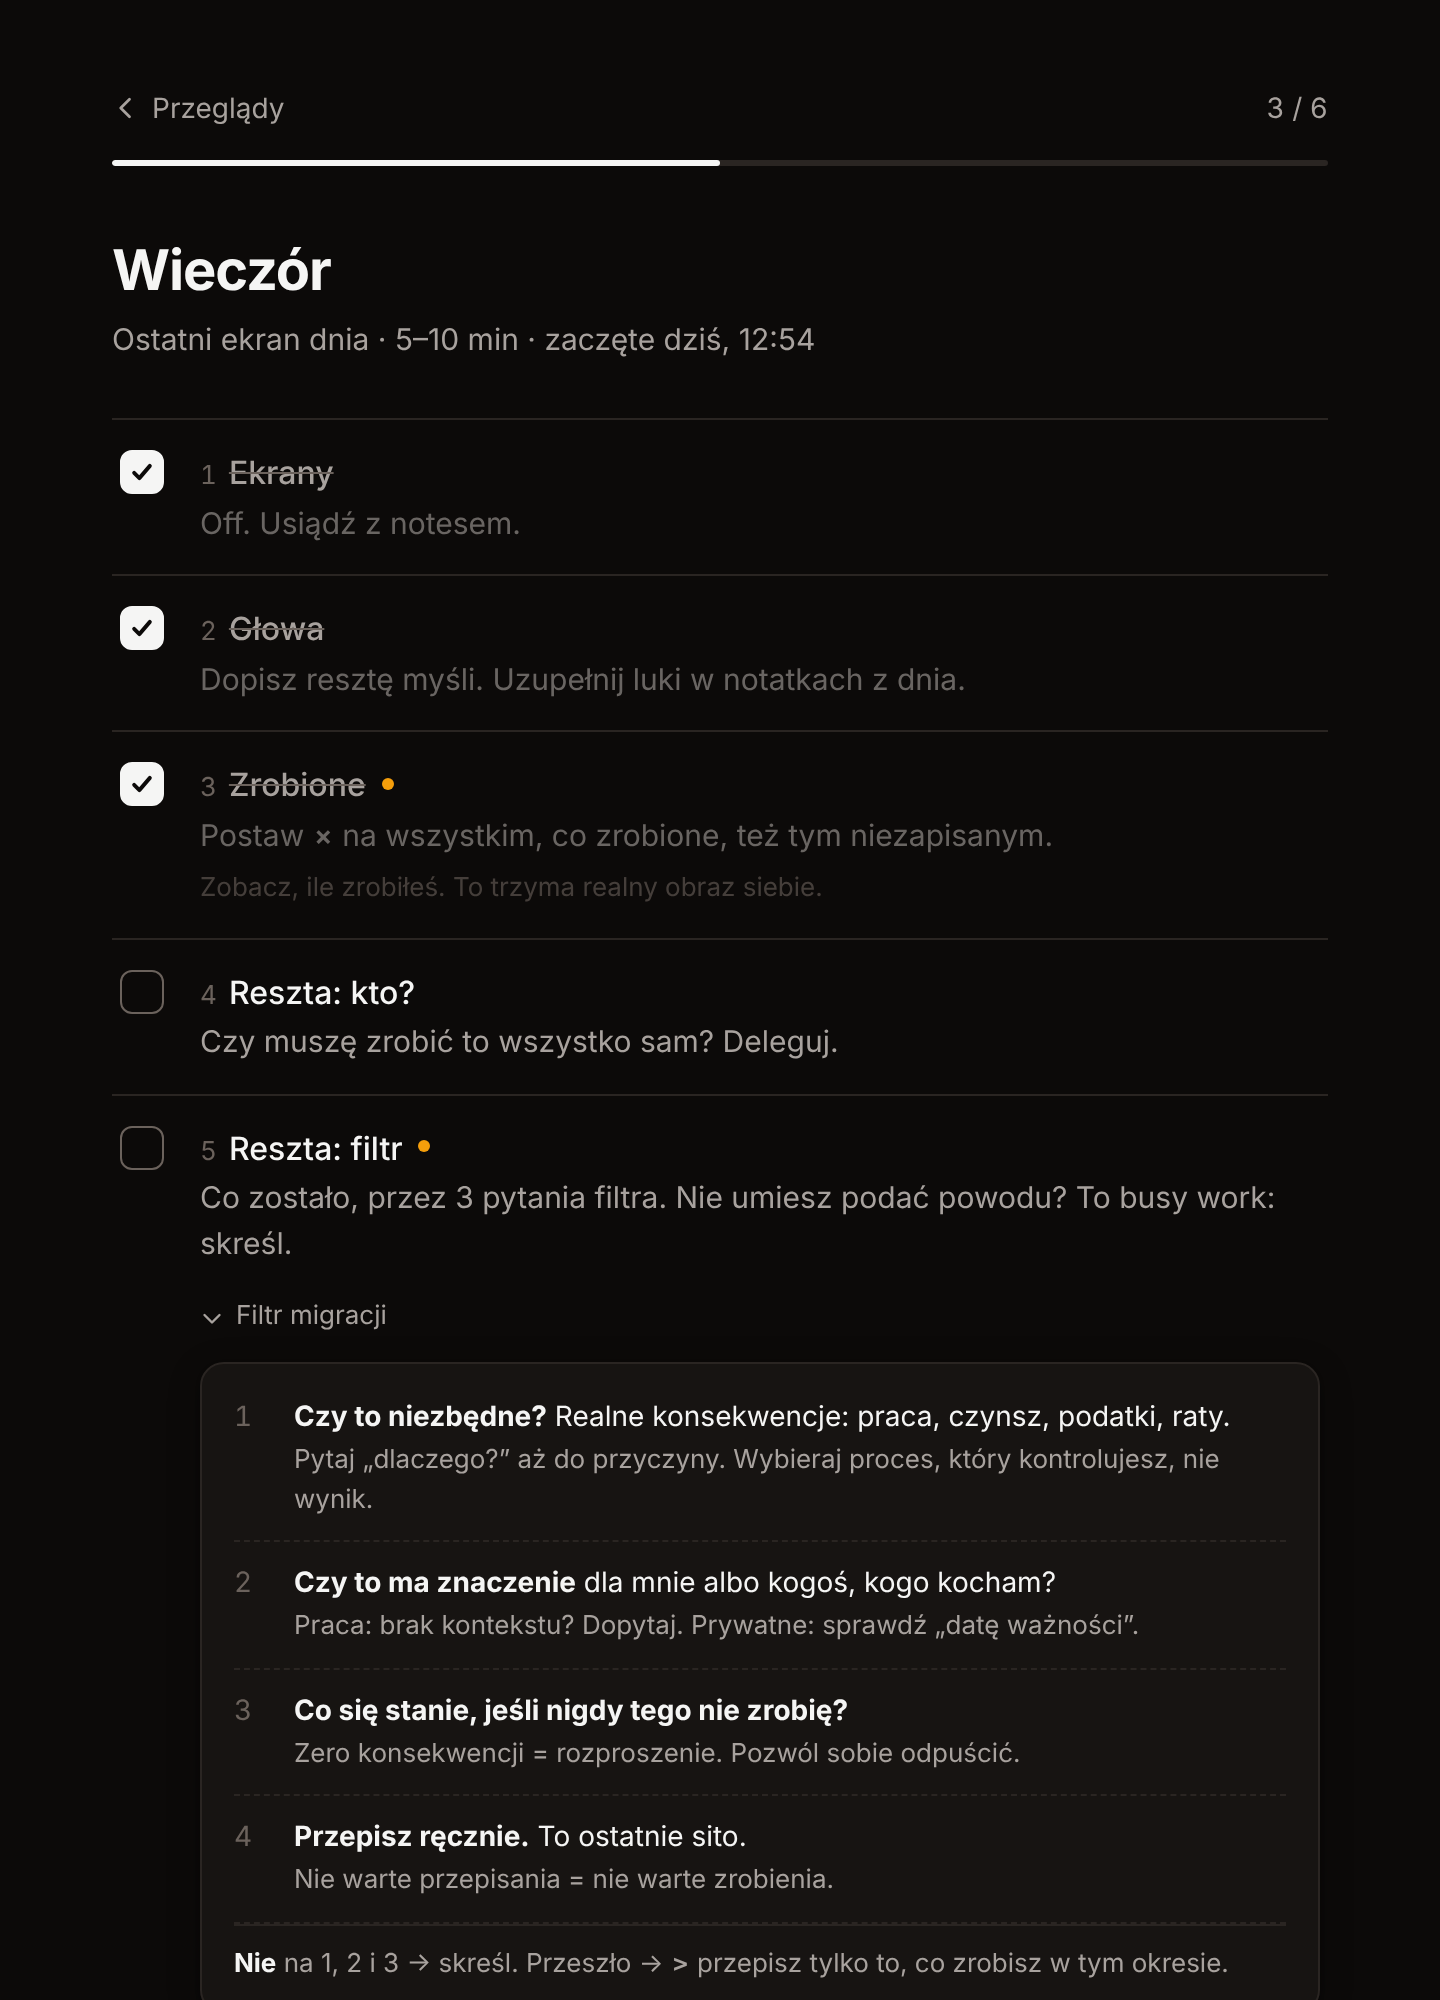 Przeglądy
3 / 6
Wieczór
Ostatni ekran dnia · 5–10 min · zaczęte dziś, 12:54
1 Ekrany
Off. Usiądź z notesem.
2 Głowa
Dopisz resztę myśli. Uzupełnij luki w notatkach z dnia.
3 Zrobione
Postaw × na wszystkim, co zrobione, też tym niezapisanym.
Zobacz, ile zrobiłeś. To trzyma realny obraz siebie.
4 Reszta: kto?
Czy muszę zrobić to wszystko sam? Deleguj.
5 Reszta: filtr
Co zostało, przez 3 pytania filtra. Nie umiesz podać powodu? To busy work:
skreśl.
Filtr migracji
1 Czy to niezbędne? Realne konsekwencje: praca, czynsz, podatki, raty.
Pytaj „dlaczego?” aż do przyczyny. Wybieraj proces, który kontrolujesz, nie
wynik.
2 Czy to ma znaczenie dla mnie albo kogoś, kogo kocham?
Praca: brak kontekstu? Dopytaj. Prywatne: sprawdź „datę ważności”.
3 Co się stanie, jeśli nigdy tego nie zrobię?
Zero konsekwencji = rozproszenie. Pozwól sobie odpuścić.
4 Przepisz ręcznie. To ostatnie sito.
Nie warte przepisania = nie warte zrobienia.
Nie na 1, 2 i 3 → skreśl. Przeszło → > przepisz tylko to, co zrobisz w tym okresie.